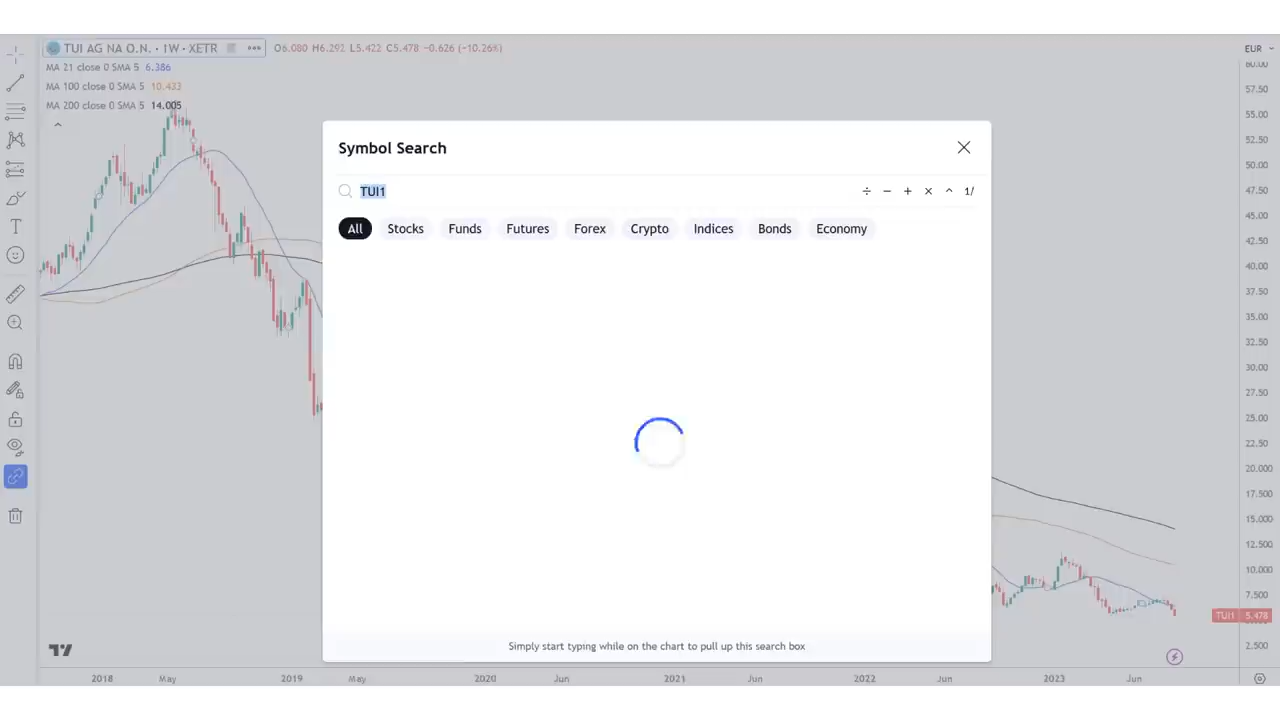 TUI AG NA O.N. · 1W · XETR ••• O6.080 H6.292 L5.422 C5.478 −0.626 (−10.26%)
EUR
MA 21 close 0 SMA 5 6.386
MA 100 close 0 SMA 5 10.433
MA 200 close 0 SMA 5 14.005
Symbol Search
TUI1
÷ − + × ^ 1/
All Stocks Funds Futures Forex Crypto Indices Bonds Economy
Simply start typing while on the chart to pull up this search box
60.00
57.50
55.00
52.50
50.00
47.50
45.00
42.50
40.00
37.50
35.00
32.50
30.00
27.50
25.00
22.50
20.000
17.500
15.000
12.500
10.000
7.500
TUI1 5.478
2.500
2018 May 2019 May 2020 Jun 2021 Jun 2022 Jun 2023 Jun